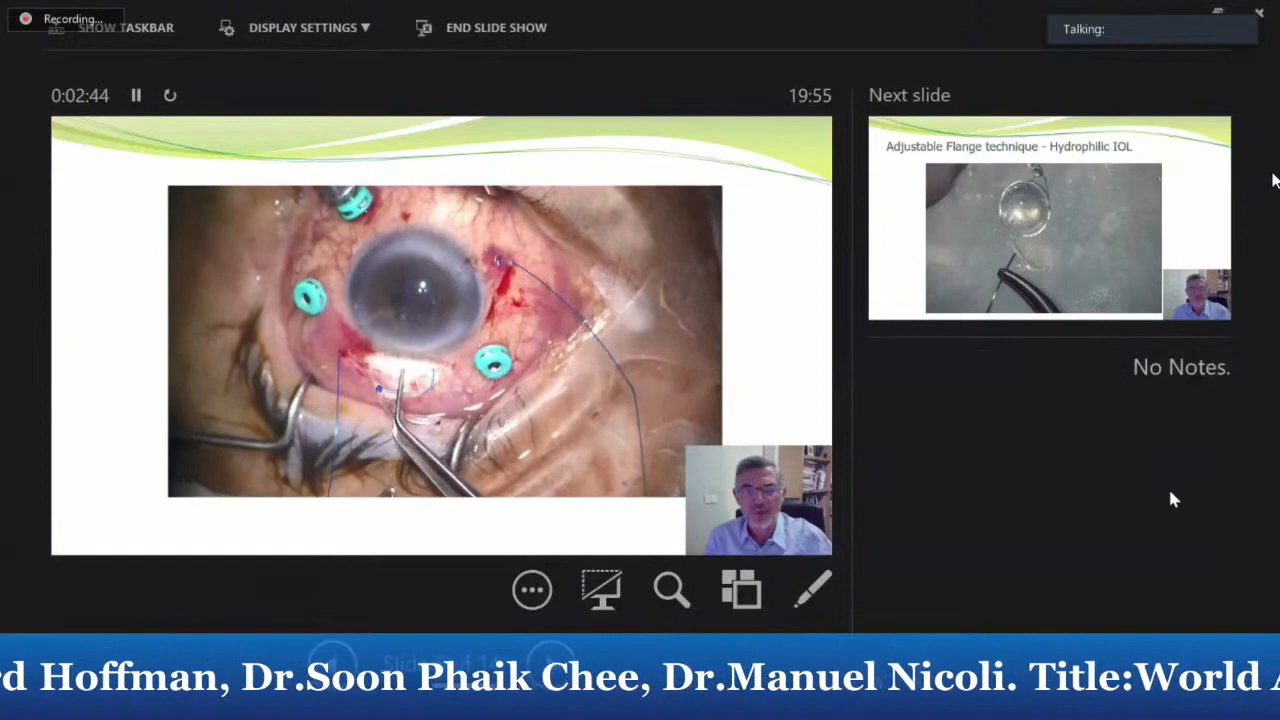 Recording...
SHOW TASKBAR
DISPLAY SETTINGS ▼
END SLIDE SHOW
Talking:
0:02:44
19:55
Next slide
Adjustable Flange technique - Hydrophilic IOL
No Notes.
rd Hoffman, Dr.Soon Phaik Chee, Dr.Manuel Nicoli. Title:World A